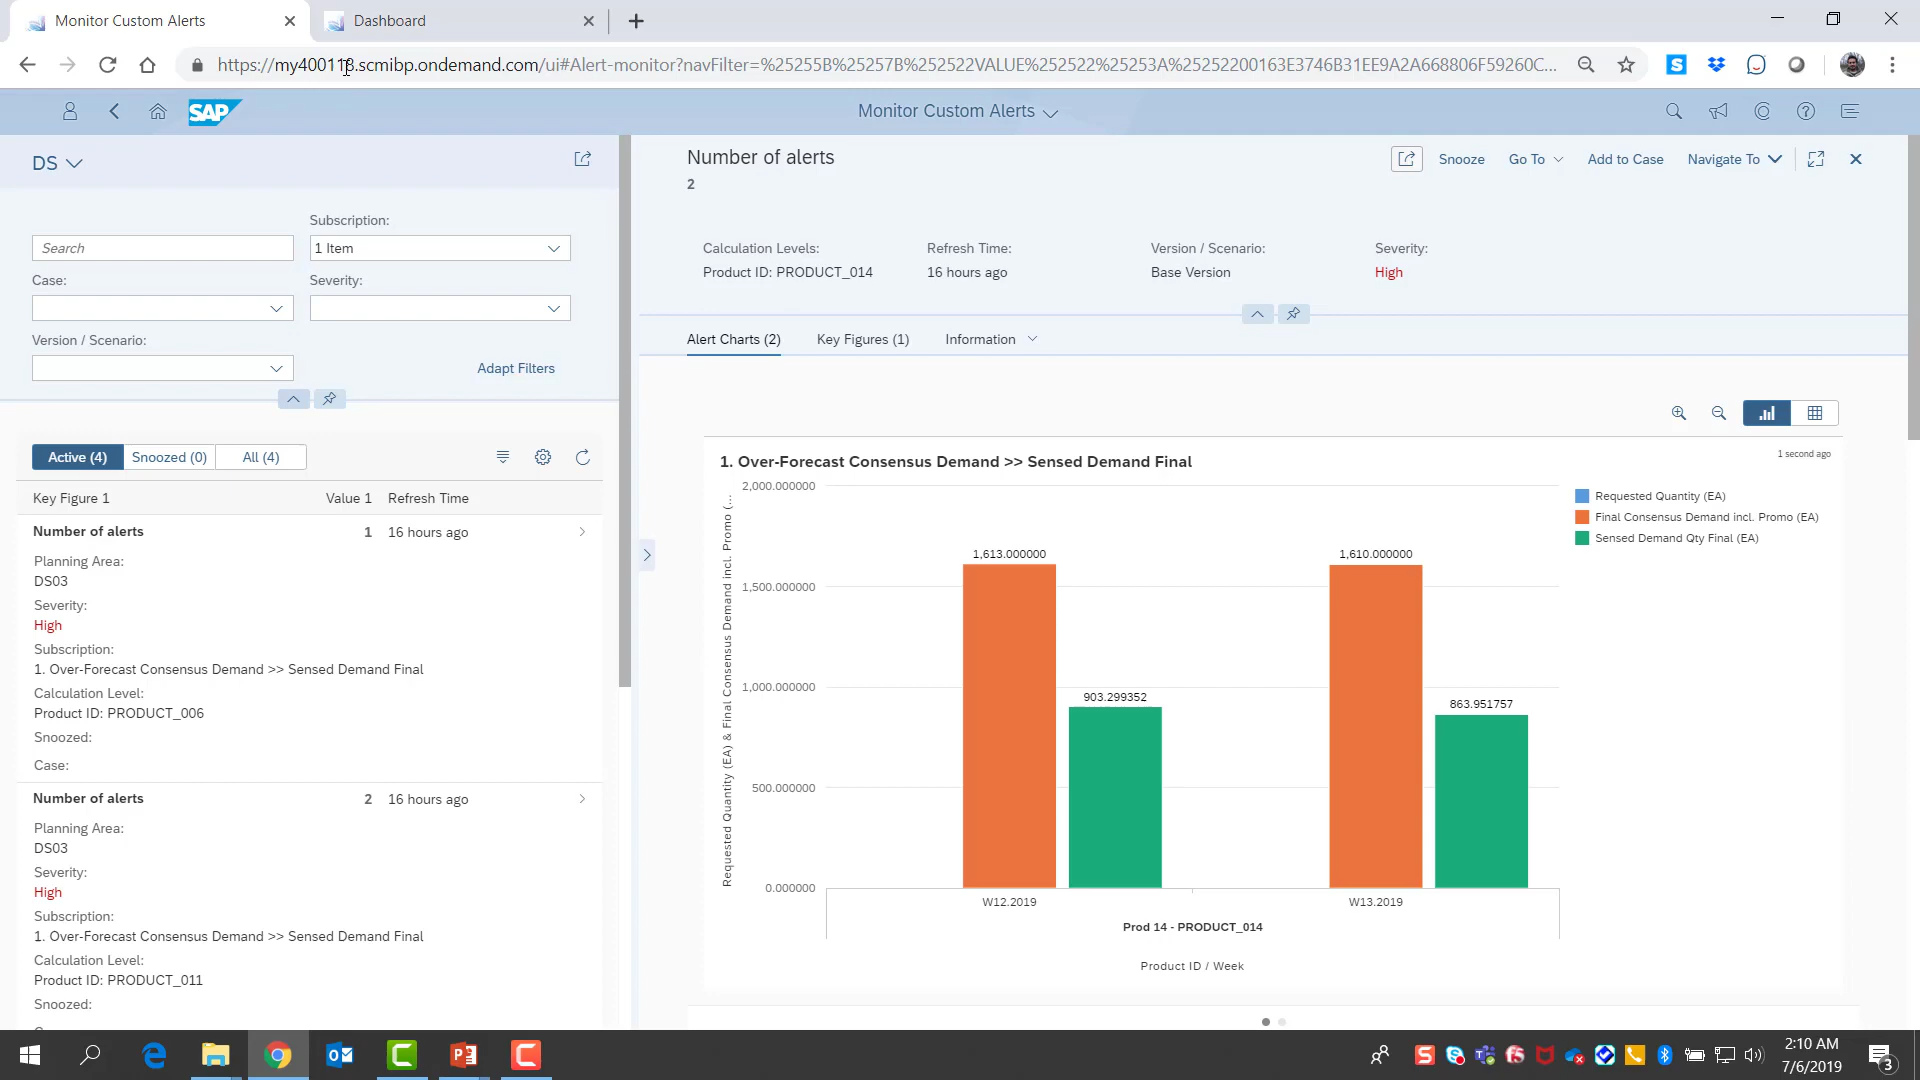 Monitor Custom Alerts
Dashboard
https://my400113.scmibp.ondemand.com/ui#Alert-monitor?navFilter=%25255B%25257B%252522VALUE%252522%25253A%25252200163E3746B31EE9A2A668806F59260C...
SAP
Monitor Custom Alerts
DS
Search
Subscription:
1 Item
Case:
Severity:
Version / Scenario:
Adapt Filters
Active (4)
Snoozed (0)
All (4)
Key Figure 1 Value 1 Refresh Time
Number of alerts 1 16 hours ago
Planning Area:
DS03
Severity:
High
Subscription:
1. Over-Forecast Consensus Demand >> Sensed Demand Final
Calculation Level:
Product ID: PRODUCT_006
Snoozed:
Case:
Number of alerts 2 16 hours ago
Planning Area:
DS03
Severity:
High
Subscription:
1. Over-Forecast Consensus Demand >> Sensed Demand Final
Calculation Level:
Product ID: PRODUCT_011
Snoozed:
Number of alerts
2
Snooze
Go To
Add to Case
Navigate To
Calculation Levels:
Product ID: PRODUCT_014
Refresh Time:
16 hours ago
Version / Scenario:
Base Version
Severity:
High
Alert Charts (2)
Key Figures (1)
Information
1. Over-Forecast Consensus Demand >> Sensed Demand Final
1 second ago
Requested Quantity (EA) & Final Consensus Demand incl. Promo (...
2,000.000000
1,500.000000
1,000.000000
500.000000
0.000000
1,613.000000
903.299352
1,610.000000
863.951757
W12.2019
W13.2019
Prod 14 - PRODUCT_014
Product ID / Week
Requested Quantity (EA)
Final Consensus Demand incl. Promo (EA)
Sensed Demand Qty Final (EA)
2:10 AM
7/6/2019
3